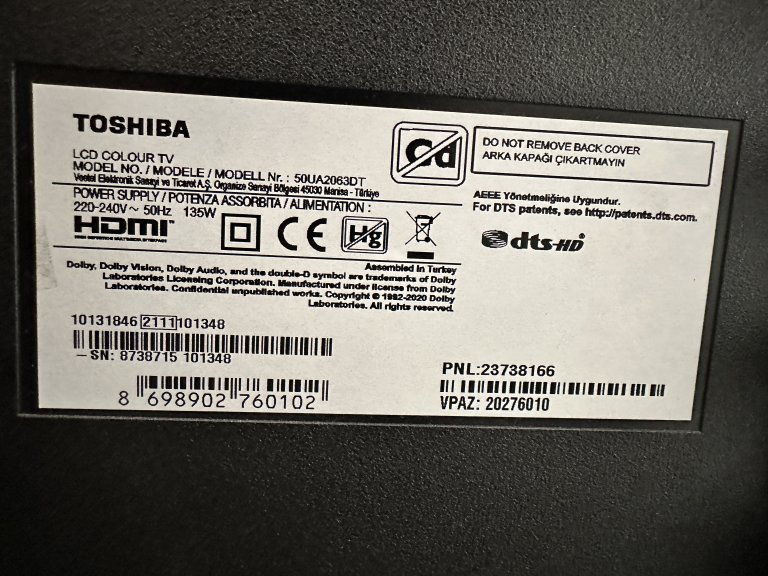 TOSHIBA
LCD COLOUR TV
MODEL NO. / MODELE / MODELL Nr. : 50UA2063DT
Vestel Elektronik Sanayi ve Ticaret A.Ş. Organize Sanayi Bölgesi 45030 Manisa - Türkiye
POWER SUPPLY / POTENZA ASSORBITA / ALIMENTATION :
220-240V~ 50Hz 135W
HDMI™
HIGH-DEFINITION MULTIMEDIA INTERFACE
CE
Hg
Cd
DO NOT REMOVE BACK COVER
ARKA KAPAĞI ÇIKARTMAYIN
AEEE Yönetmeliğine Uygundur.
For DTS patents, see http://patents.dts.com.
dts-HD®
Assembled in Turkey
Dolby, Dolby Vision, Dolby Audio, and the double-D symbol are trademarks of Dolby
Laboratories Licensing Corporation. Manufactured under license from Dolby
Laboratories. Confidential unpublished works. Copyright © 1992-2020 Dolby
Laboratories. All rights reserved.
10131846 2111 101348
-SN: 8738715 101348
8 698902 760102
PNL:23738166
VPAZ: 20276010